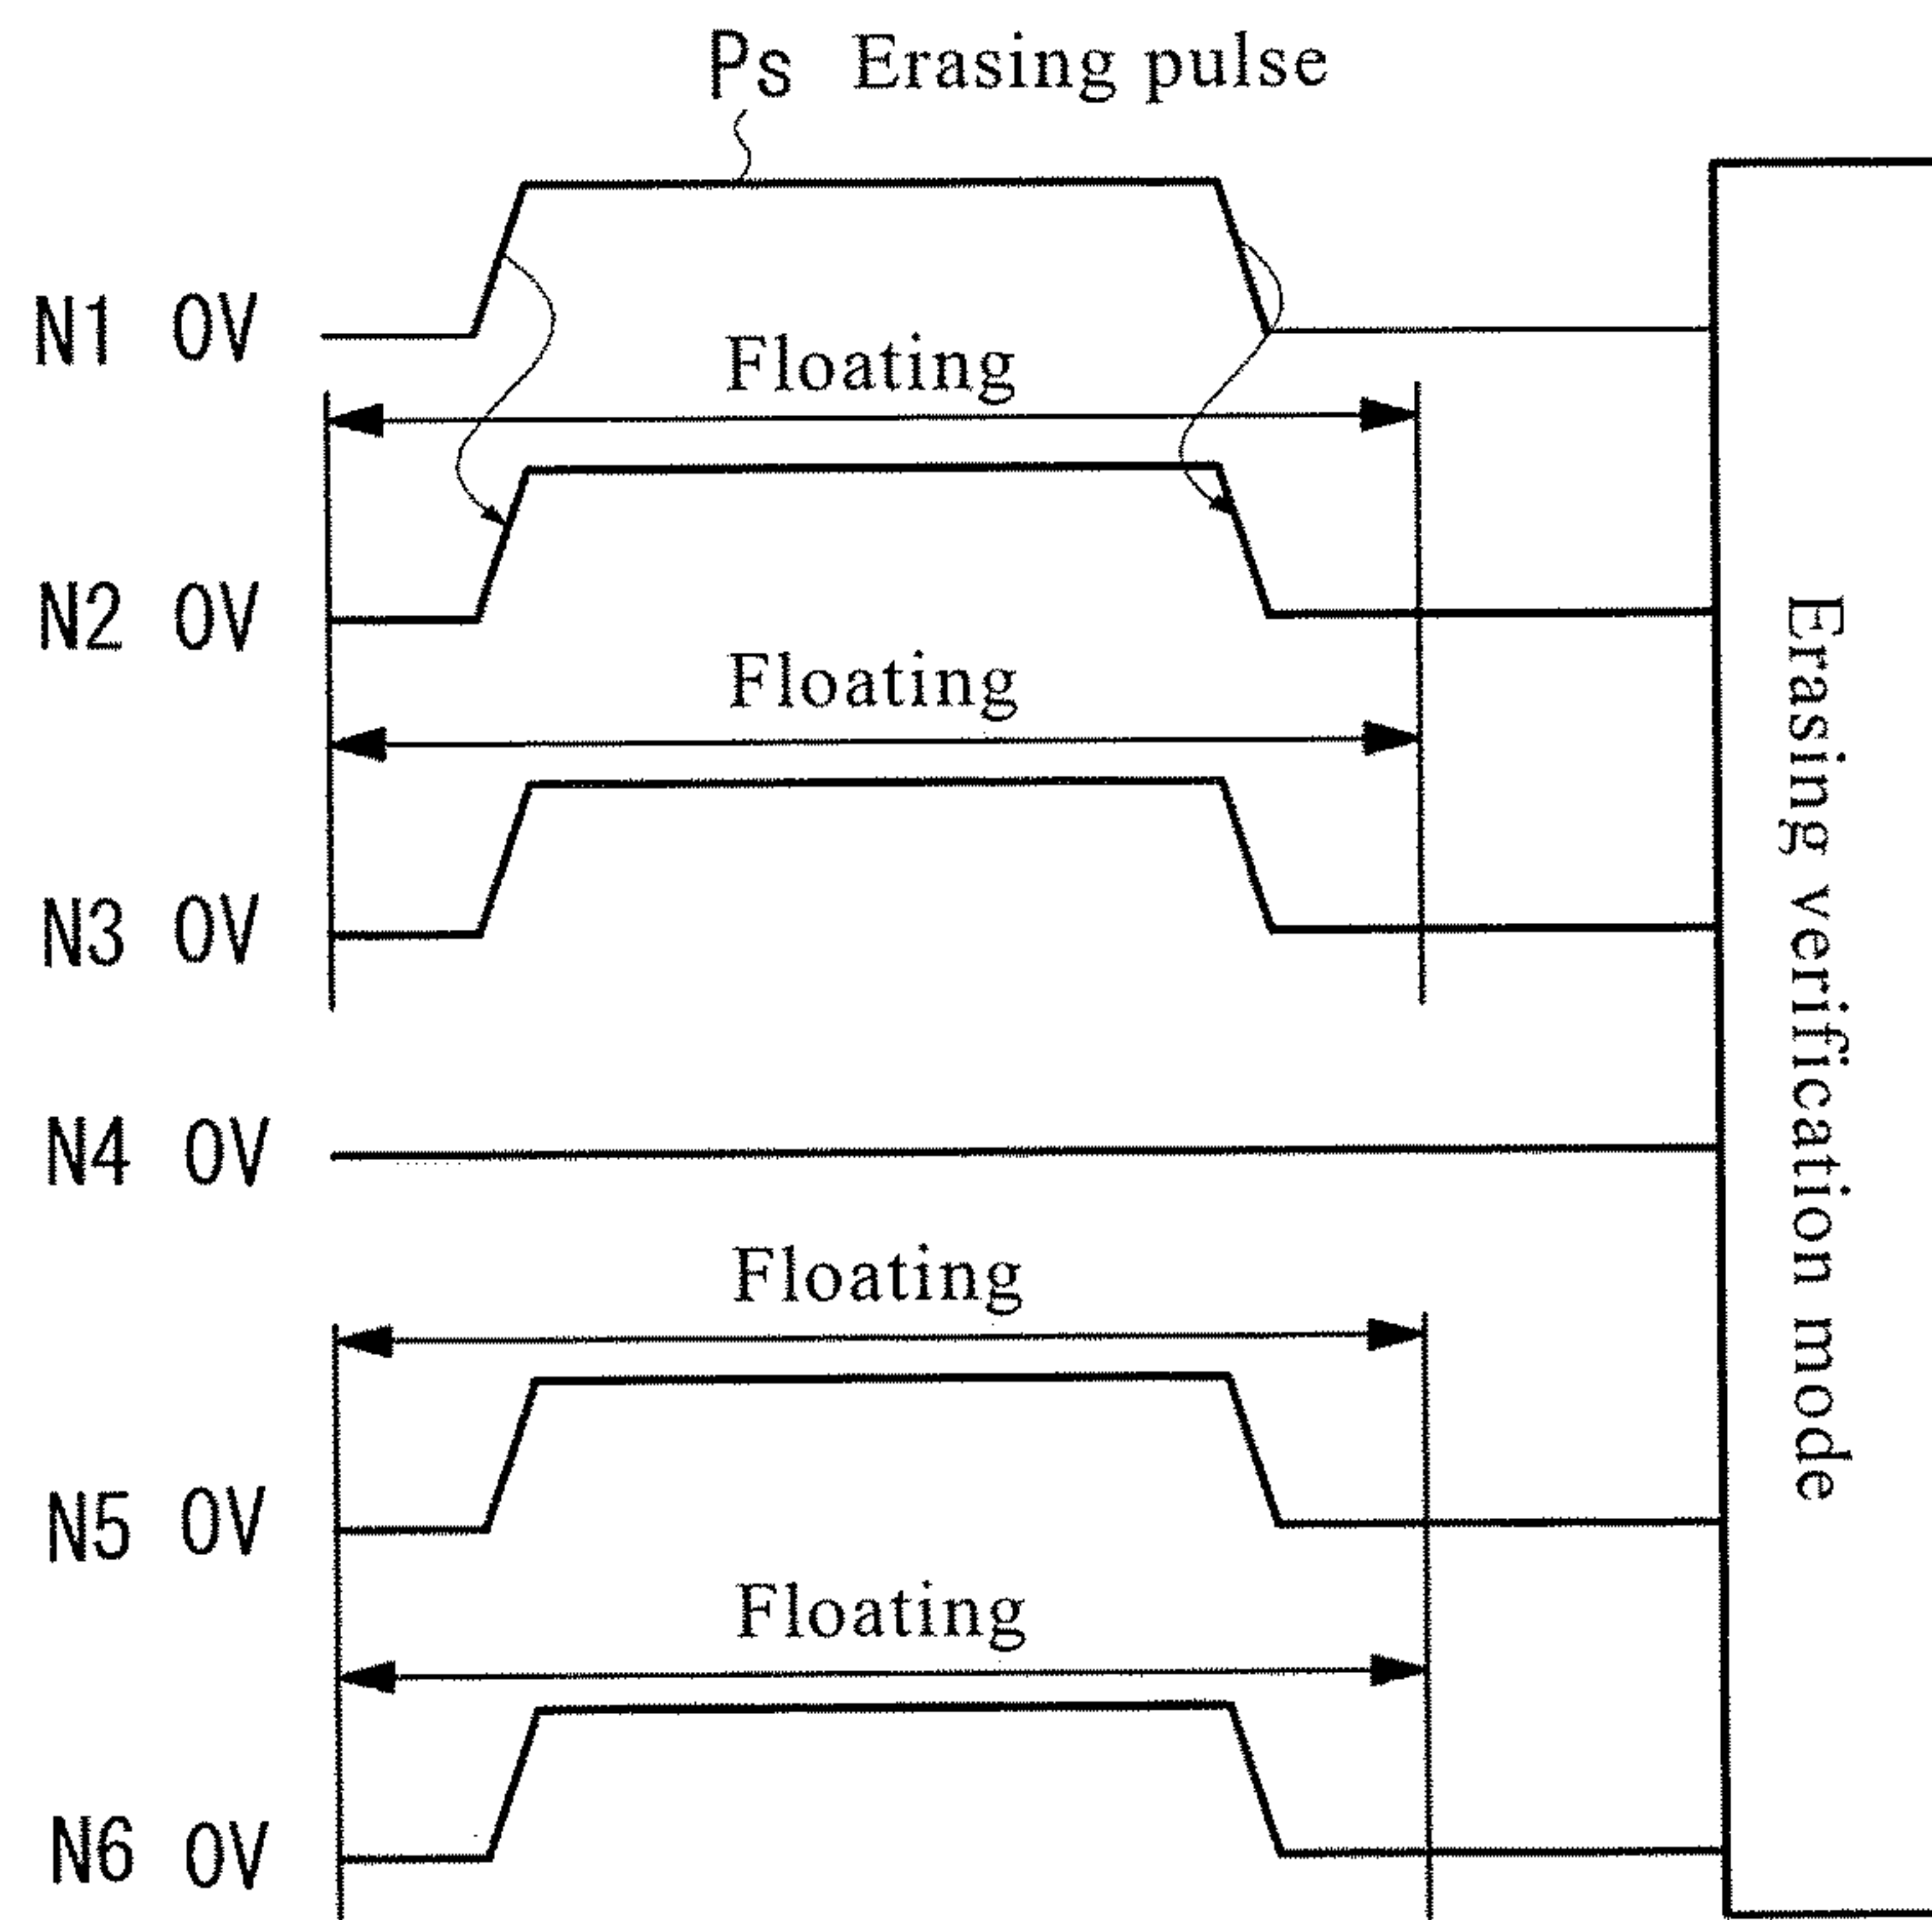 Ps Erasing pulse
N1 0V
Floating
N2 0V
Floating
N3 0V
N4 0V
Floating
N5 0V
Floating
N6 0V
Erasing verification mode